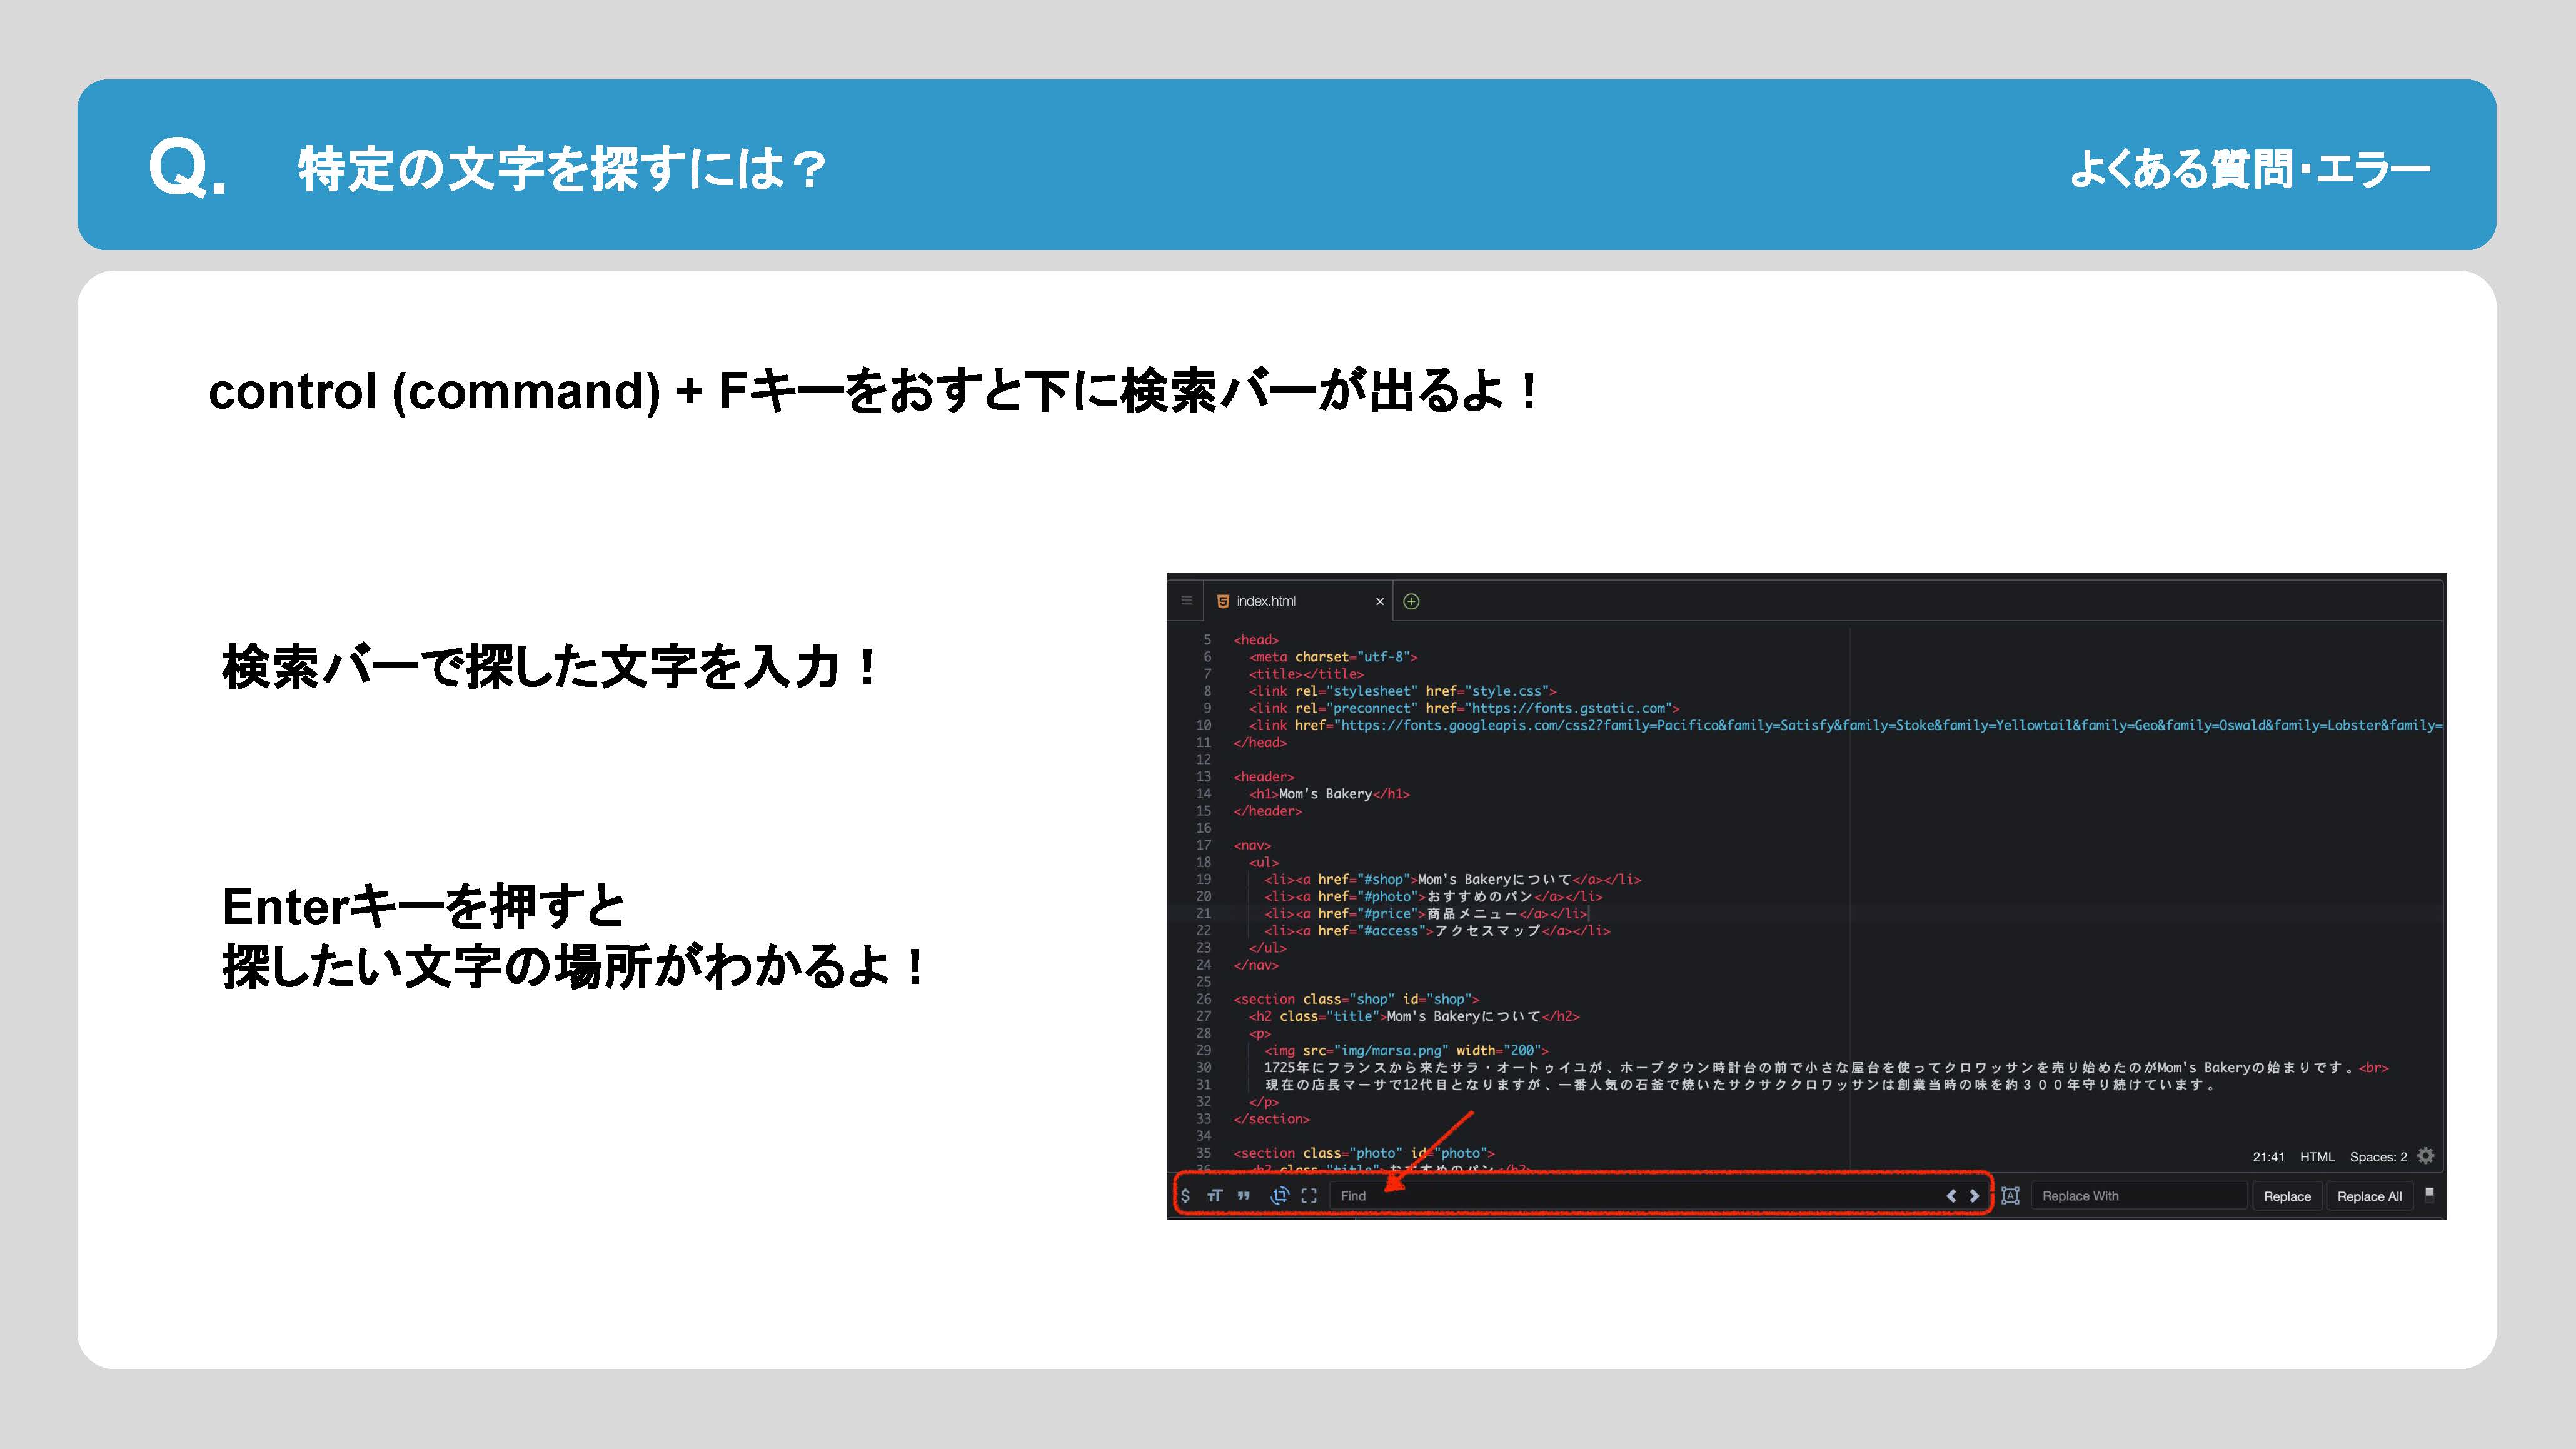 Q. 特定の文字を探すには？
よくある質問・エラー
control (command) + Fキーをおすと下に検索バーが出るよ！
検索バーで探した文字を入力！
Enterキーを押すと
探したい文字の場所がわかるよ！
index.html
5 <head>
6 <meta charset="utf-8">
7 <title></title>
8 <link rel="stylesheet" href="style.css">
9 <link rel="preconnect" href="https://fonts.gstatic.com">
10 <link href="https://fonts.googleapis.com/css2?family=Pacifico&family=Satisfy&family=Stoke&family=Yellowtail&family=Geo&family=Oswald&family=Lobster&family=
11 </head>
12
13 <header>
14 <h1>Mom's Bakery</h1>
15 </header>
16
17 <nav>
18 <ul>
19 <li><a href="#shop">Mom's Bakeryについて</a></li>
20 <li><a href="#photo">おすすめのパン</a></li>
21 <li><a href="#price">商品メニュー</a></li>
22 <li><a href="#access">アクセスマップ</a></li>
23 </ul>
24 </nav>
25
26 <section class="shop" id="shop">
27 <h2 class="title">Mom's Bakeryについて</h2>
28 <p>
29 <img src="img/marsa.png" width="200">
30 1725年にフランスから来たサラ・オートゥイユが、ホープタウン時計台の前で小さな屋台を使ってクロワッサンを売り始めたのがMom's Bakeryの始まりです。<br>
31 現在の店長マーサで12代目となりますが、一番人気の石釜で焼いたサクサククロワッサンは創業当時の味を約３００年守り続けています。
32 </p>
33 </section>
34
35 <section class="photo" id="photo">
36 <h2 class="title">おすすめのパン</h2>
21:41 HTML Spaces: 2
Find
Replace With
Replace
Replace All